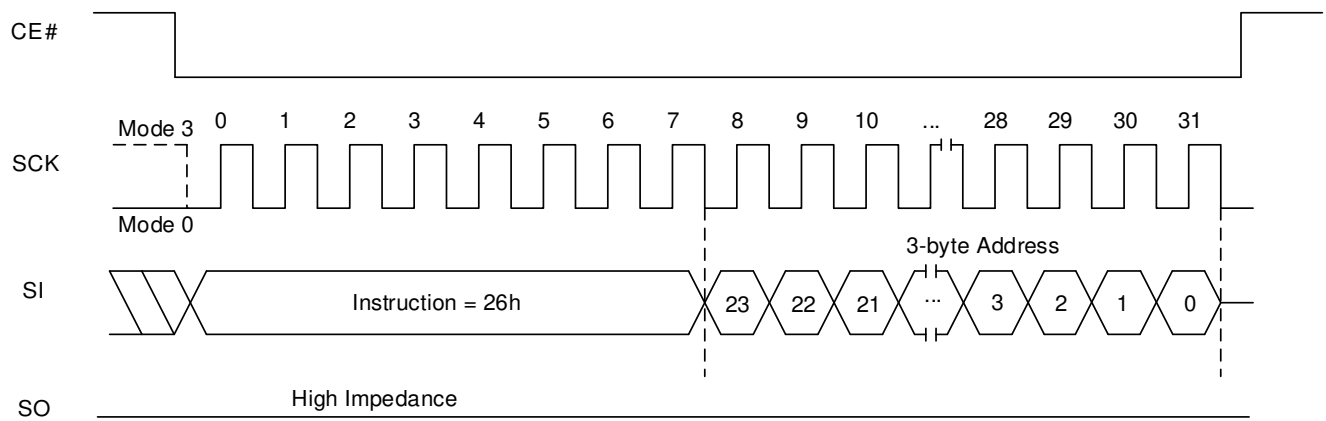 CE#
Mode 3 0 1 2 3 4 5 6 7 8 9 10 ... 28 29 30 31
SCK
Mode 0
3-byte Address
SI Instruction = 26h 23 22 21 ... 3 2 1 0
High Impedance
SO